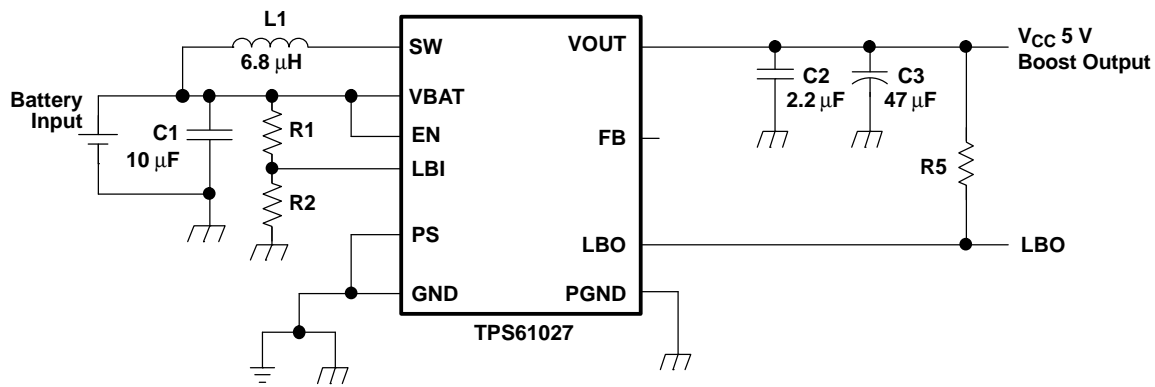 L1
6.8 µH
SW
VOUT
V_CC 5 V
Boost Output
C2
2.2 µF
C3
47 µF
Battery
Input
VBAT
C1
10 µF
R1
EN
FB
LBI
R5
R2
PS
LBO
LBO
GND
PGND
TPS61027